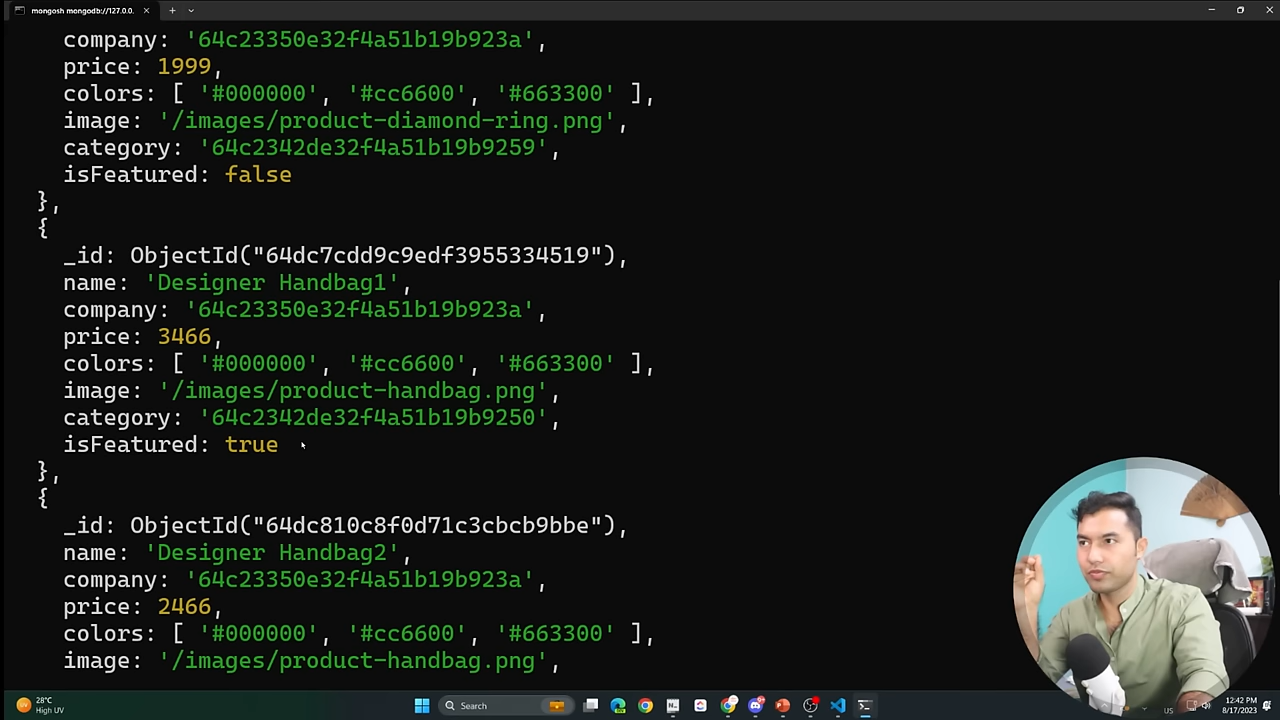 mongosh mongodb://127.0.0.
company: '64c23350e32f4a51b19b923a',
price: 1999,
colors: [ '#000000', '#cc6600', '#663300' ],
image: '/images/product-diamond-ring.png',
category: '64c2342de32f4a51b19b9259',
isFeatured: false
},
{
_id: ObjectId("64dc7cdd9c9edf3955334519"),
name: 'Designer Handbag1',
company: '64c23350e32f4a51b19b923a',
price: 3466,
colors: [ '#000000', '#cc6600', '#663300' ],
image: '/images/product-handbag.png',
category: '64c2342de32f4a51b19b9250',
isFeatured: true
},
{
_id: ObjectId("64dc810c8f0d71c3cbcb9bbe"),
name: 'Designer Handbag2',
company: '64c23350e32f4a51b19b923a',
price: 2466,
colors: [ '#000000', '#cc6600', '#663300' ],
image: '/images/product-handbag.png',
28°C
High UV
Search
US
12:42 PM
8/17/2023